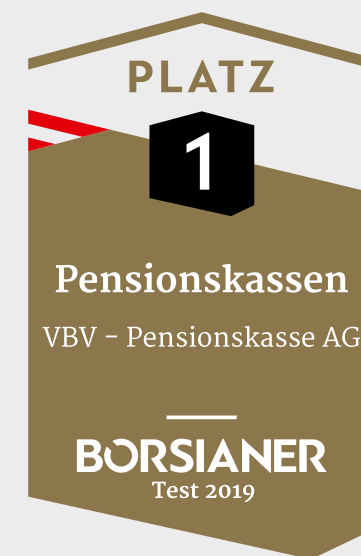 PLATZ
1
Pensionskassen
VBV - Pensionskasse AG
BÖRSIANER
Test 2019